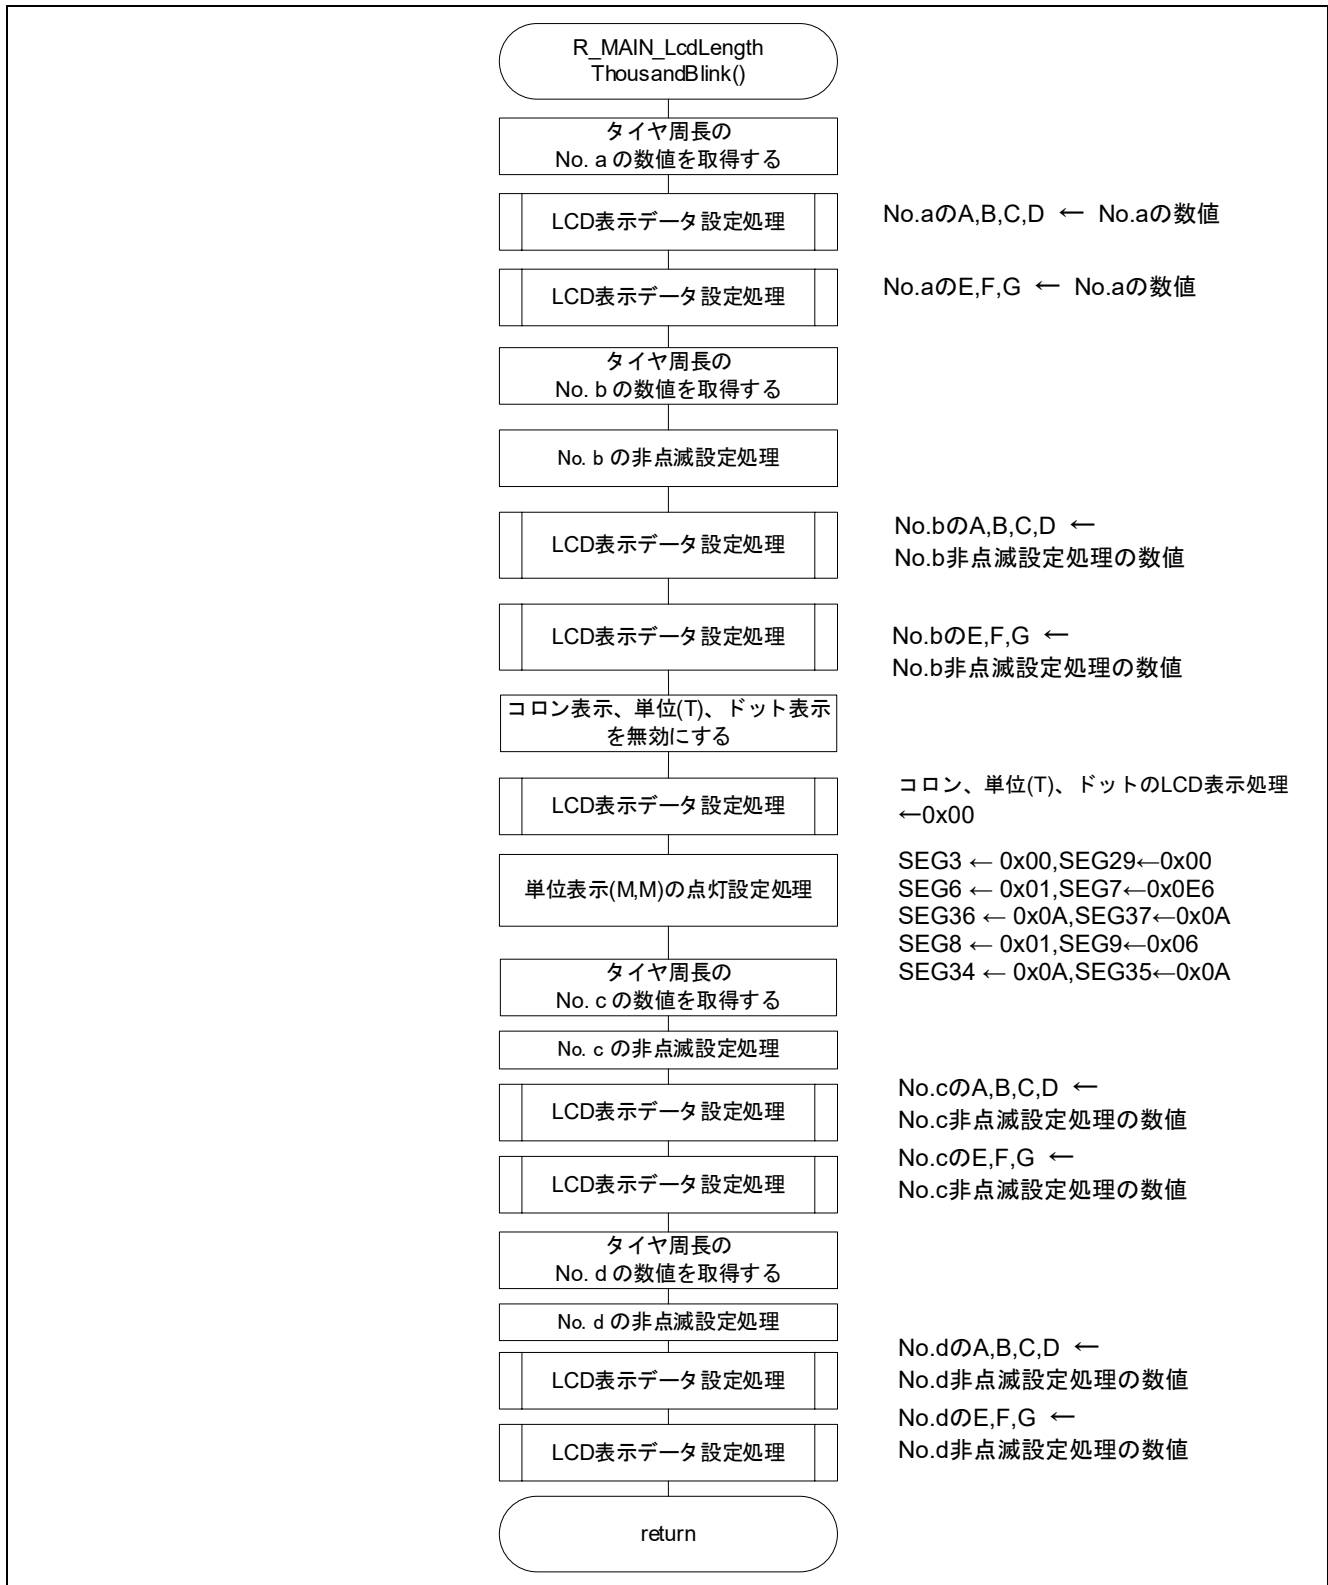 R_MAIN_LcdLength
ThousandBlink()
タイヤ周長の
No. a の数値を取得する
LCD表示データ設定処理
No.aのA,B,C,D ← No.aの数値
LCD表示データ設定処理
No.aのE,F,G ← No.aの数値
タイヤ周長の
No. b の数値を取得する
No. b の非点滅設定処理
LCD表示データ設定処理
No.bのA,B,C,D ←
No.b非点滅設定処理の数値
LCD表示データ設定処理
No.bのE,F,G ←
No.b非点滅設定処理の数値
コロン表示、単位(T)、ドット表示
を無効にする
LCD表示データ設定処理
コロン、単位(T)、ドットのLCD表示処理
←0x00
単位表示(M,M)の点灯設定処理
SEG3 ← 0x00,SEG29←0x00
SEG6 ← 0x01,SEG7←0x0E6
SEG36 ← 0x0A,SEG37←0x0A
SEG8 ← 0x01,SEG9←0x06
SEG34 ← 0x0A,SEG35←0x0A
タイヤ周長の
No. c の数値を取得する
No. c の非点滅設定処理
LCD表示データ設定処理
No.cのA,B,C,D ←
No.c非点滅設定処理の数値
LCD表示データ設定処理
No.cのE,F,G ←
No.c非点滅設定処理の数値
タイヤ周長の
No. d の数値を取得する
No. d の非点滅設定処理
LCD表示データ設定処理
No.dのA,B,C,D ←
No.d非点滅設定処理の数値
LCD表示データ設定処理
No.dのE,F,G ←
No.d非点滅設定処理の数値
return